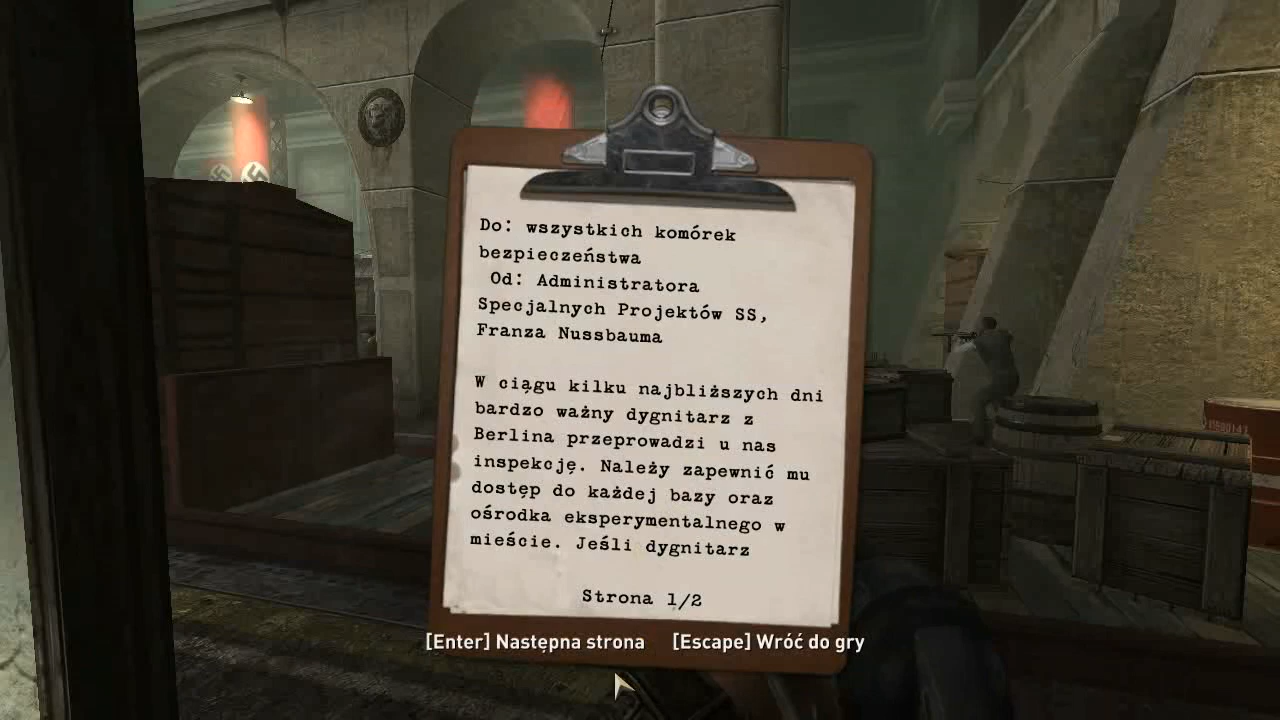 Do: wszystkich komórek
bezpieczeństwa
Od: Administratora
Specjalnych Projektów SS,
Franza Nussbauma
W ciągu kilku najbliższych dni
bardzo ważny dygnitarz z
Berlina przeprowadzi u nas
inspekcję. Należy zapewnić mu
dostęp do każdej bazy oraz
ośrodka eksperymentalnego w
mieście. Jeśli dygnitarz
Strona 1/2
[Enter] Następna strona [Escape] Wróć do gry